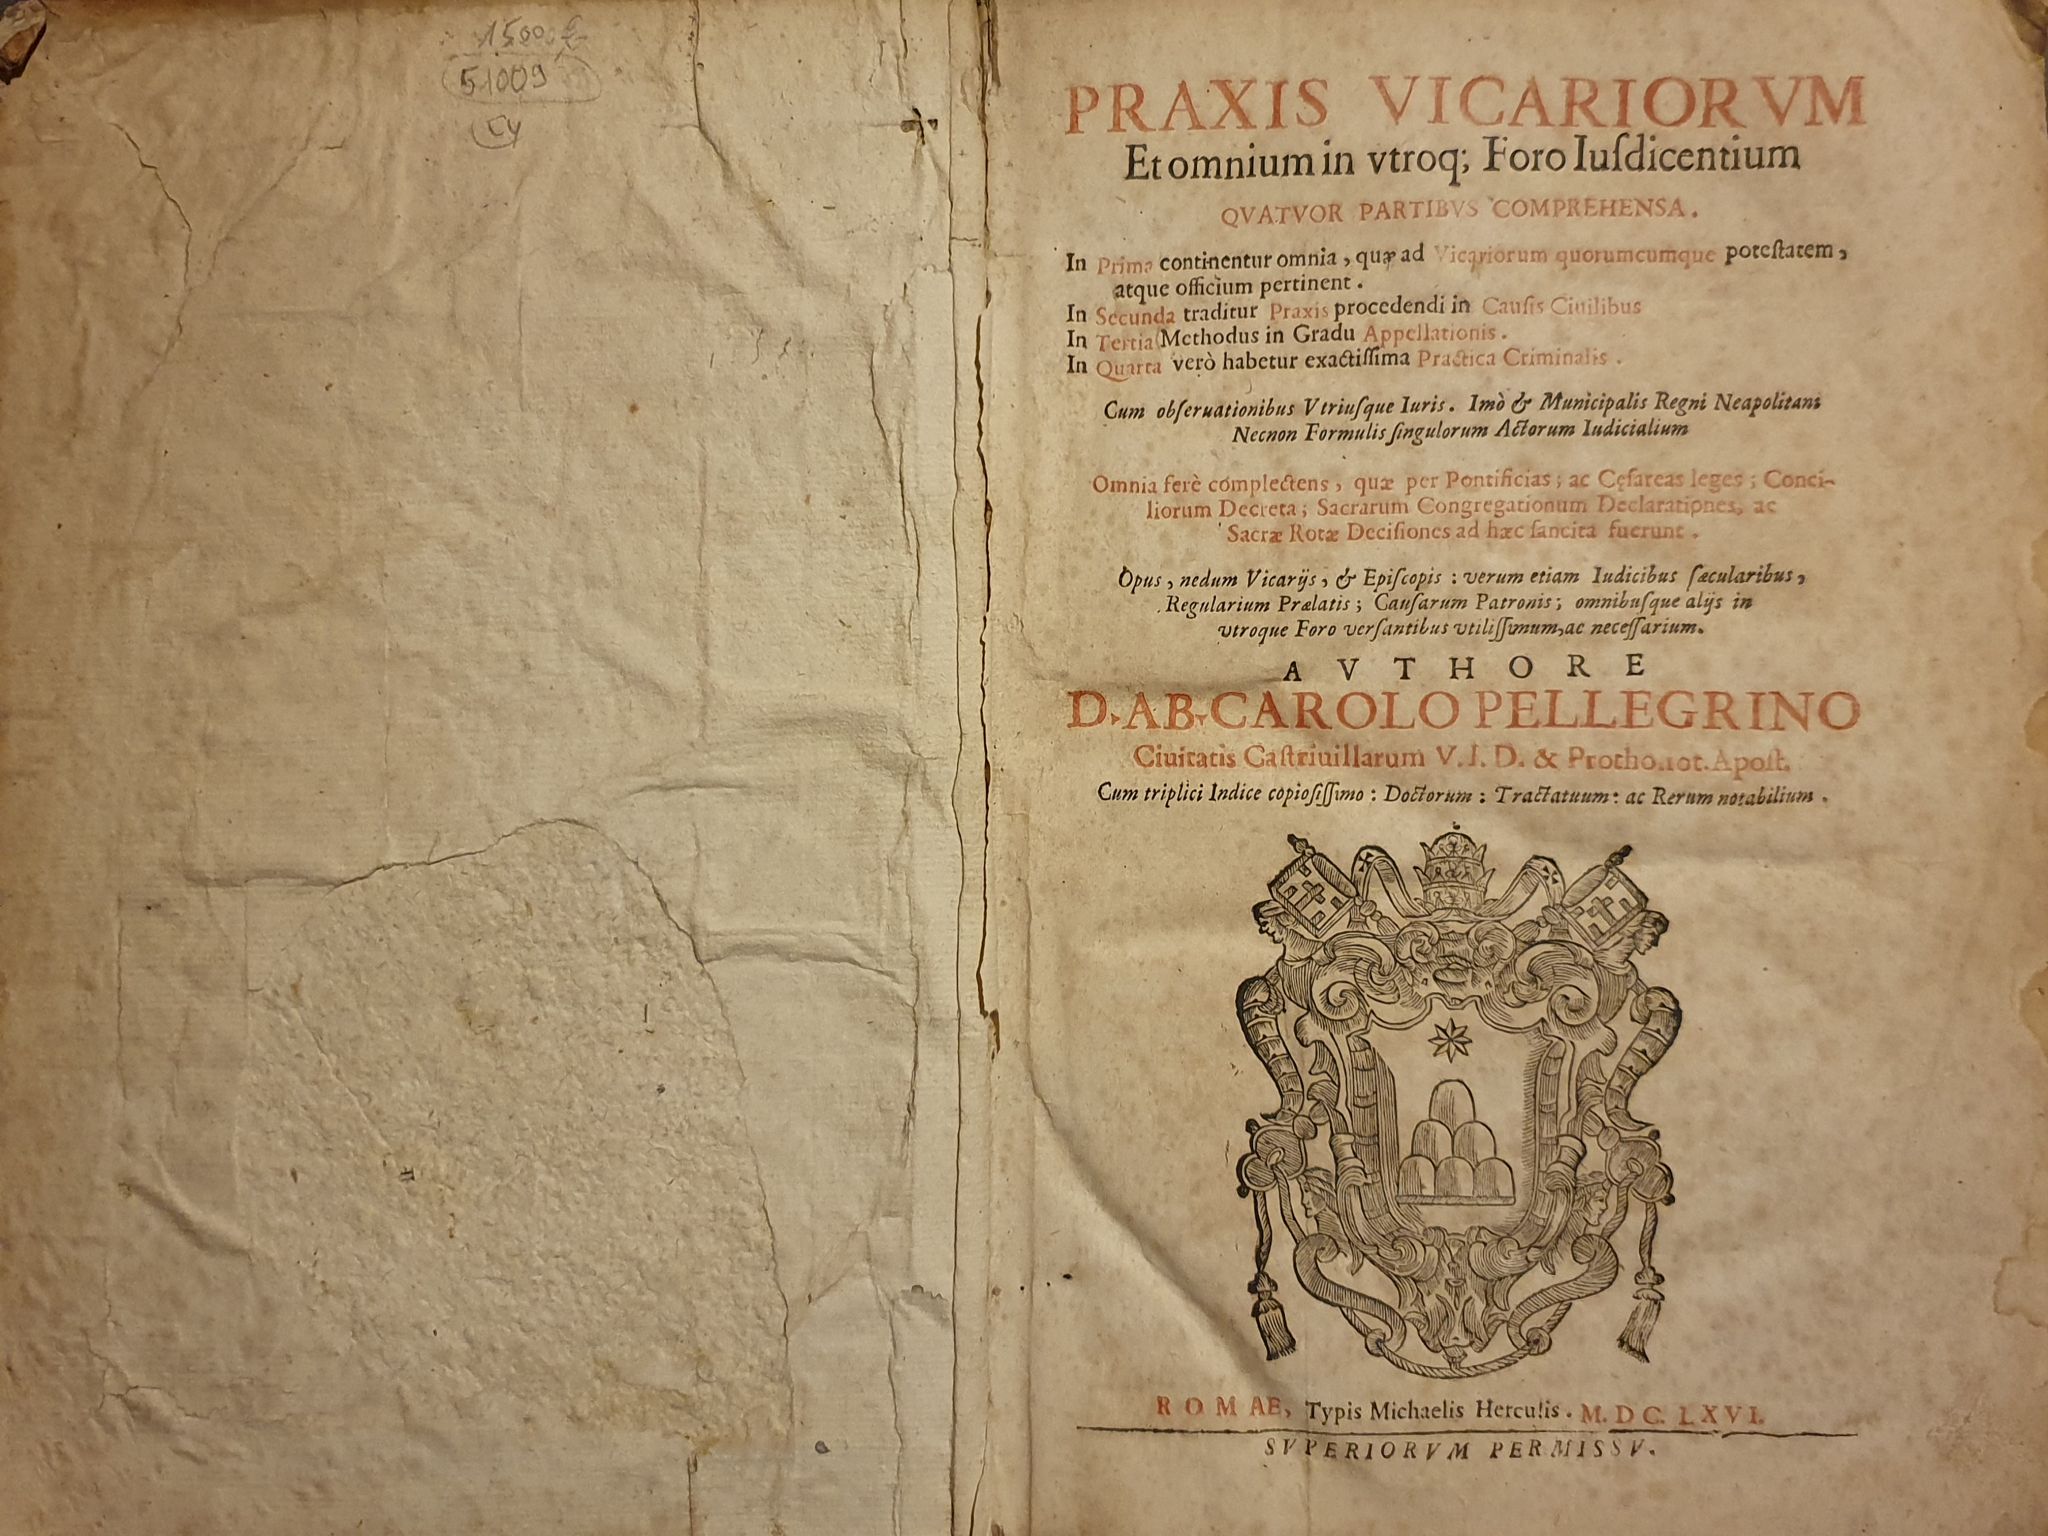 51009
CY
PRAXIS VICARIORVM
Et omnium in vtroq; Foro Iuſdicentium
QVATVOR PARTIBVS COMPREHENSA.
In Prima continentur omnia, quæ ad Vicariorum quorumcumque poteſtatem,
atque officium pertinent.
In Secunda traditur Praxis procedendi in Cauſis Ciuilibus
In Tertia Methodus in Gradu Appellationis.
In Quarta verò habetur exactiſſima Practica Criminalis.
Cum obſeruationibus Vtriuſque Iuris. Imò & Municipalis Regni Neapolitani
Necnon Formulis ſingulorum Actorum Iudicialium
Omnia ferè complectens, quæ per Pontificias; ac Ceſareas leges; Conci-
liorum Decreta; Sacrarum Congregationum Declarationes, ac
Sacræ Rotæ Deciſiones ad hæc ſancita fuerunt.
Opus, nedum Vicarijs, & Epiſcopis: verum etiam Iudicibus ſæcularibus,
Regularium Prælatis; Cauſarum Patronis; omnibuſque alijs in
vtroque Foro verſantibus vtiliſſimum, ac neceſſarium.
AVTHORE
D. AB. CAROLO PELLEGRINO
Ciuitatis Caſtriuillarum V. I. D. & Prothonot. Apoſt.
Cum triplici Indice copioſiſſimo: Doctorum: Tractatuum: ac Rerum notabilium.
ROMAE, Typis Michaelis Herculis. M. DC. LXVI.
SVPERIORVM PERMISSV.